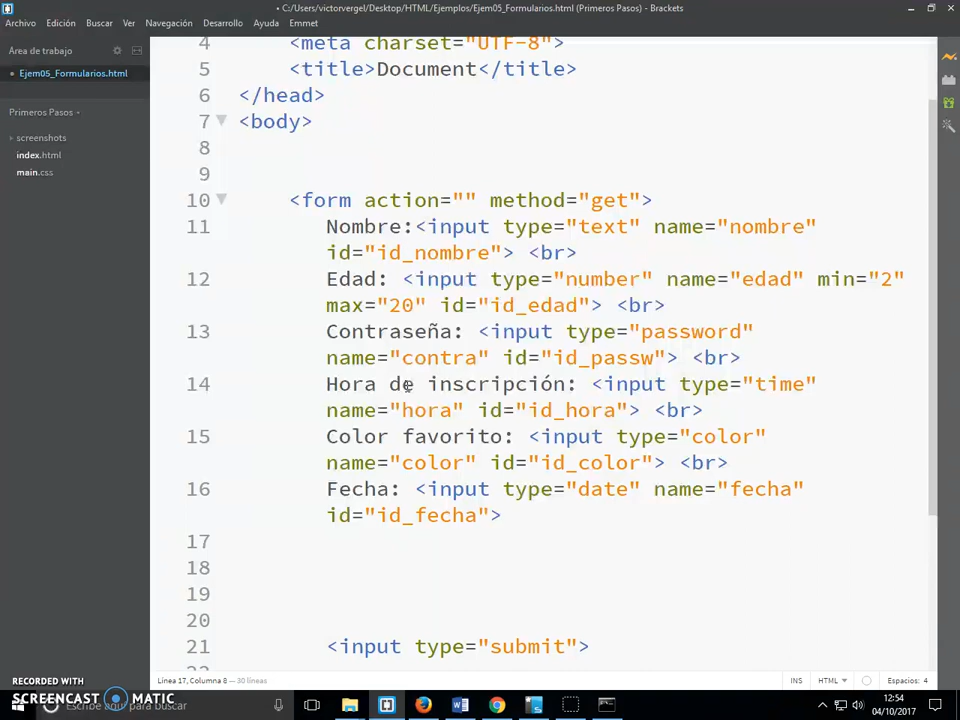 • C:/Users/victorvergel/Desktop/HTML/Ejemplos/Ejem05_Formularios.html (Primeros Pasos) - Brackets
Archivo Edición Buscar Ver Navegación Desarrollo Ayuda Emmet
Área de trabajo
• Ejem05_Formularios.html
Primeros Pasos
screenshots
index.html
main.css
4 <meta charset="UTF-8">
5 <title>Document</title>
6 </head>
7 <body>
8
9
10 <form action="" method="get">
11 Nombre:<input type="text" name="nombre"
id="id_nombre"> <br>
12 Edad: <input type="number" name="edad" min="2"
max="20" id="id_edad"> <br>
13 Contraseña: <input type="password"
name="contra" id="id_passw"> <br>
14 Hora de inscripción: <input type="time"
name="hora" id="id_hora"> <br>
15 Color favorito: <input type="color"
name="color" id="id_color"> <br>
16 Fecha: <input type="date" name="fecha"
id="id_fecha">
17
18
19
20
21 <input type="submit">
Línea 17, Columna 8 — 30 líneas INS HTML Espacios: 4
RECORDED WITH
SCREENCAST MATIC
Escribe aquí para buscar
12:54
04/10/2017